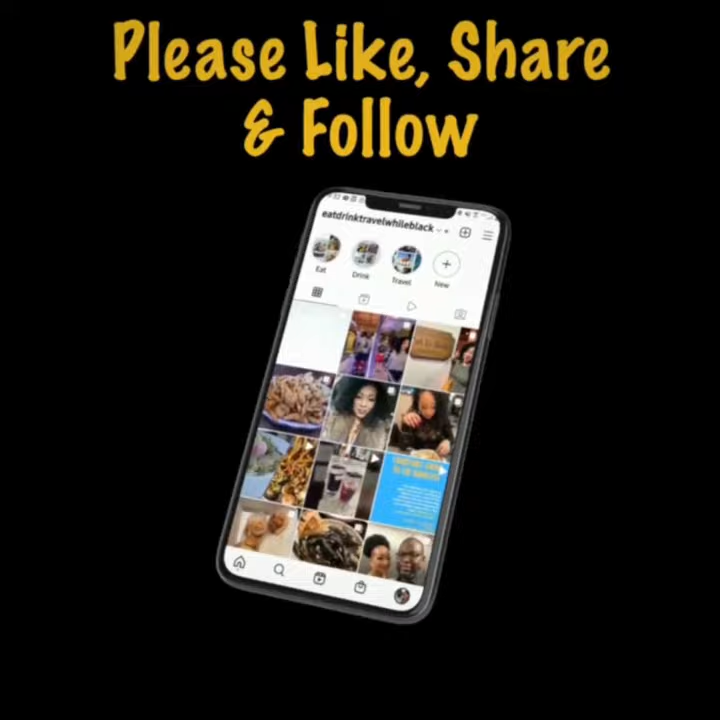 Please Like, Share
& Follow
eatdrinktravelwhileblack
Eat
Drink
Travel
New